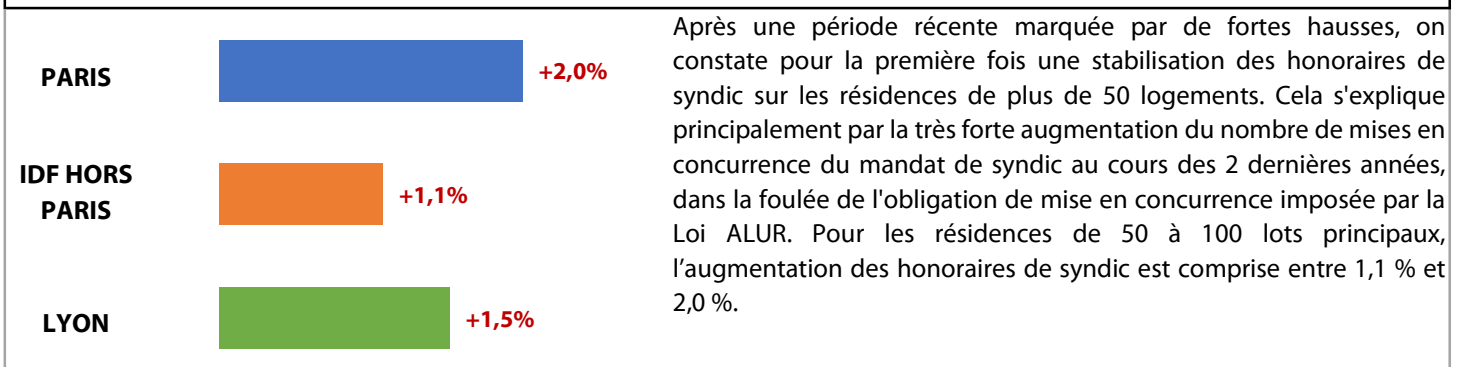 PARIS
+2,0%
IDF HORS
PARIS
+1,1%
LYON
+1,5%
Après une période récente marquée par de fortes hausses, on
constate pour la première fois une stabilisation des honoraires de
syndic sur les résidences de plus de 50 logements. Cela s'explique
principalement par la très forte augmentation du nombre de mises en
concurrence du mandat de syndic au cours des 2 dernières années,
dans la foulée de l'obligation de mise en concurrence imposée par la
Loi ALUR. Pour les résidences de 50 à 100 lots principaux,
l’augmentation des honoraires de syndic est comprise entre 1,1 % et
2,0 %.